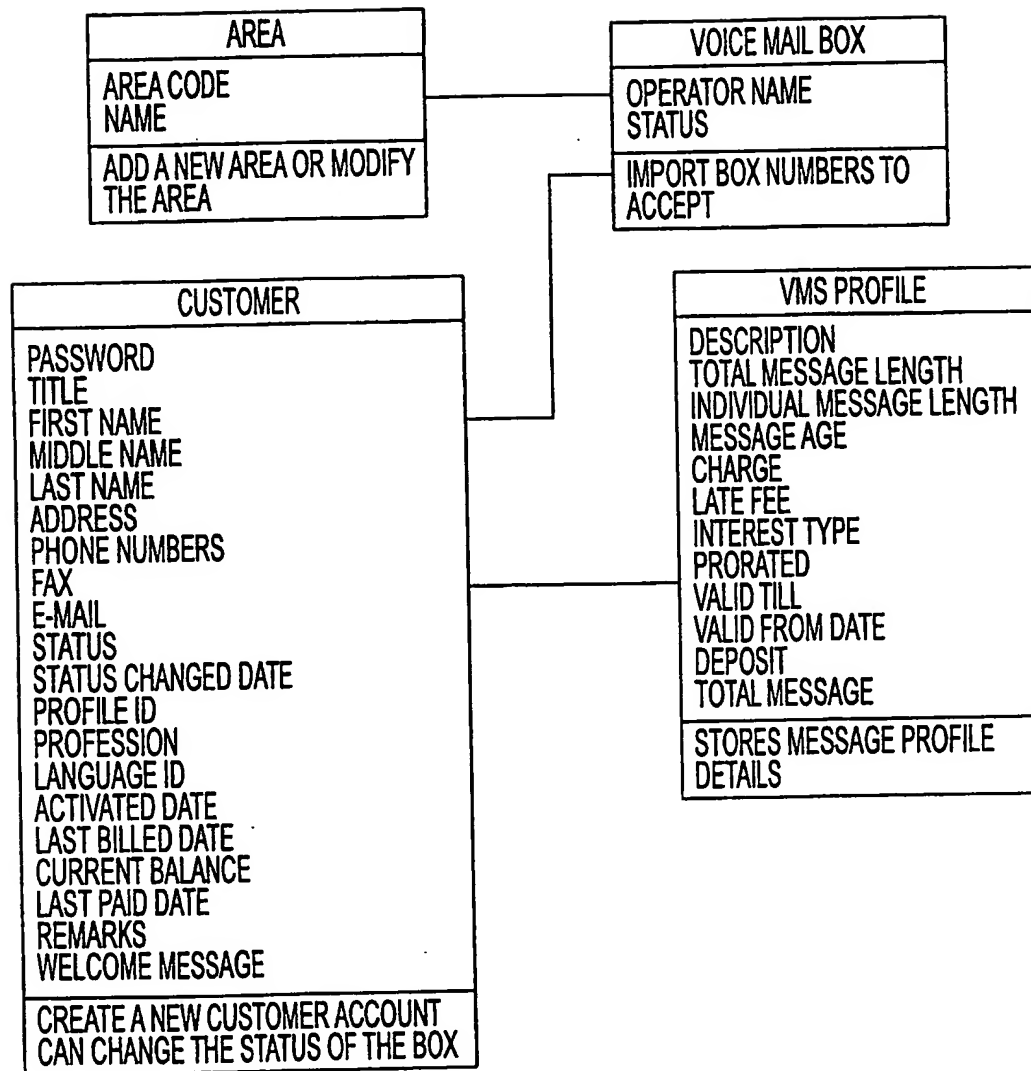 AREA
AREA CODE
NAME
ADD A NEW AREA OR MODIFY
THE AREA
VOICE MAIL BOX
OPERATOR NAME
STATUS
IMPORT BOX NUMBERS TO
ACCEPT
CUSTOMER
PASSWORD
TITLE
FIRST NAME
MIDDLE NAME
LAST NAME
ADDRESS
PHONE NUMBERS
FAX
E-MAIL
STATUS
STATUS CHANGED DATE
PROFILE ID
PROFESSION
LANGUAGE ID
ACTIVATED DATE
LAST BILLED DATE
CURRENT BALANCE
LAST PAID DATE
REMARKS
WELCOME MESSAGE
CREATE A NEW CUSTOMER ACCOUNT
CAN CHANGE THE STATUS OF THE BOX
VMS PROFILE
DESCRIPTION
TOTAL MESSAGE LENGTH
INDIVIDUAL MESSAGE LENGTH
MESSAGE AGE
CHARGE
LATE FEE
INTEREST TYPE
PRORATED
VALID TILL
VALID FROM DATE
DEPOSIT
TOTAL MESSAGE
STORES MESSAGE PROFILE
DETAILS